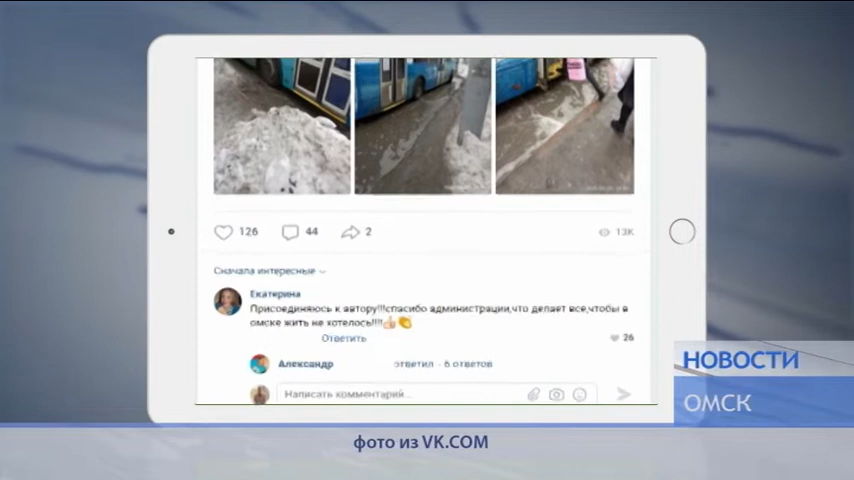 126
44
2
13K
Сначала интересные
Екатерина
Присоединяюсь к автору!!!спасибо администрации,что делает все,чтобы в
омске жить не хотелось!!!!
Ответить
26
Александр ответил · 6 ответов
Написать комментарий...
НОВОСТИ
ОМСК
фото из VK.COM